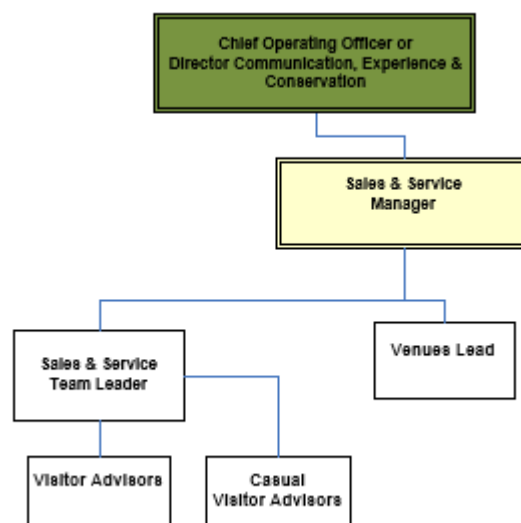 Chief Operating Officer or
Director Communication, Experience &
Conservation
Sales & Service
Manager
Sales & Service
Team Leader
Venues Lead
Visitor Advisors
Casual
Visitor Advisors